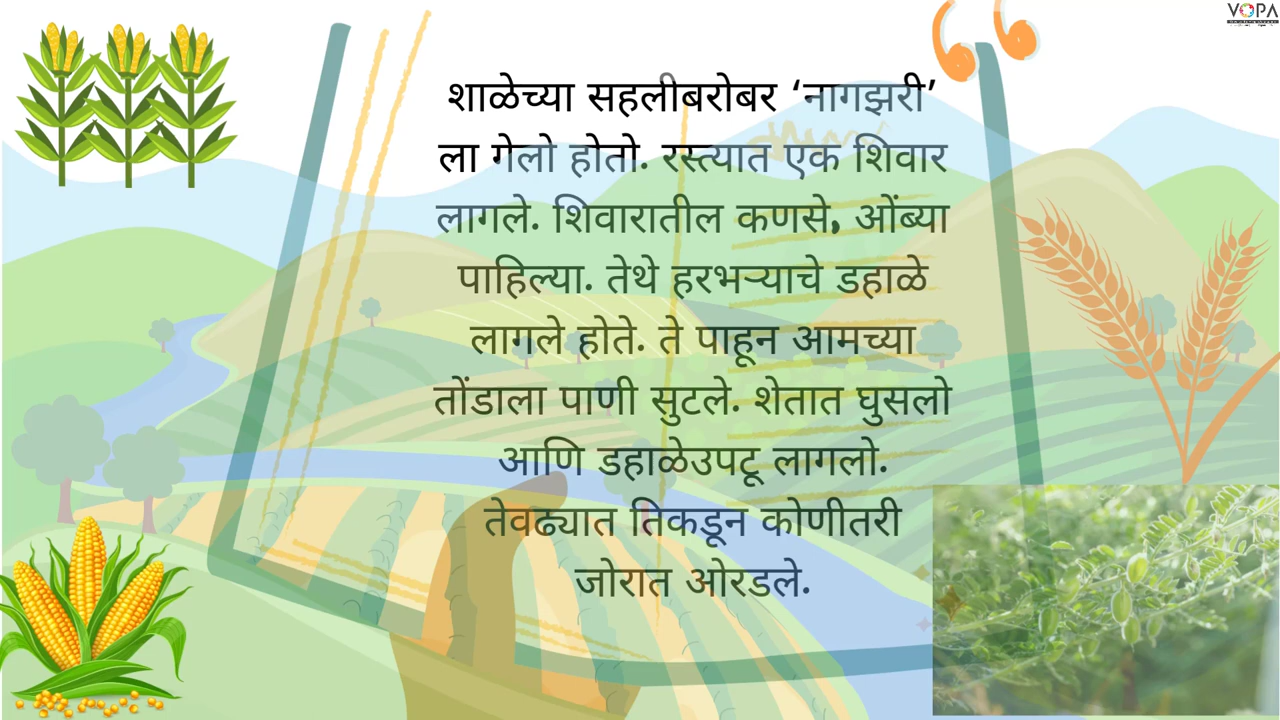 VOPA
शाळेच्या सहलीबरोबर ‘नागझरी’
ला गेलो होतो. रस्त्यात एक शिवार
लागले. शिवारातील कणसे, ओंब्या
पाहिल्या. तेथे हरभऱ्याचे डहाळे
लागले होते. ते पाहून आमच्या
तोंडाला पाणी सुटले. शेतात घुसलो
आणि डहाळेउपटू लागलो.
तेवढ्यात तिकडून कोणीतरी
जोरात ओरडले.